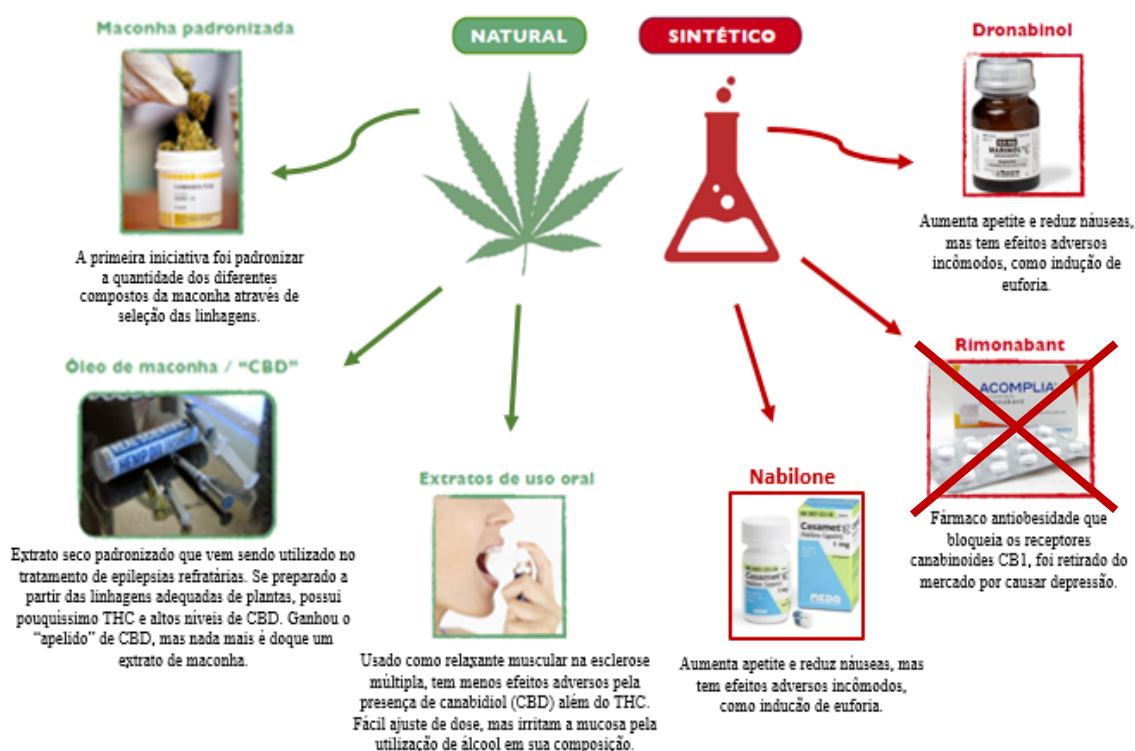 Maconha padronizada
NATURAL
SINTÉTICO
Dronabinol
MARINOL
A primeira iniciativa foi padronizar
a quantidade dos diferentes
compostos da maconha através de
seleção das linhagens.
Aumenta apetite e reduz náuseas,
mas tem efeitos adversos
incômodos, como indução de
euforia.
Óleo de maconha / “CBD”
Rimonabant
ACOMPLIA
Extrato seco padronizado que vem sendo utilizado no
tratamento de epilepsias refratárias. Se preparado a
partir das linhagens adequadas de plantas, possui
pouquíssimo THC e altos níveis de CBD. Ganhou o
“apelido” de CBD, mas nada mais é doque um
extrato de maconha.
Extratos de uso oral
Usado como relaxante muscular na esclerose
múltipla, tem menos efeitos adversos pela
presença de canabidiol (CBD) além do THC.
Fácil ajuste de dose, mas irritam a mucosa pela
utilização de álcool em sua composição.
Nabilone
Cesamet
Cesamet
1 mg
MEDA
Aumenta apetite e reduz náuseas, mas
tem efeitos adversos incômodos,
como indução de euforia.
Fármaco antiobesidade que
bloqueia os receptores
canabinoides CB1, foi retirado do
mercado por causar depressão.